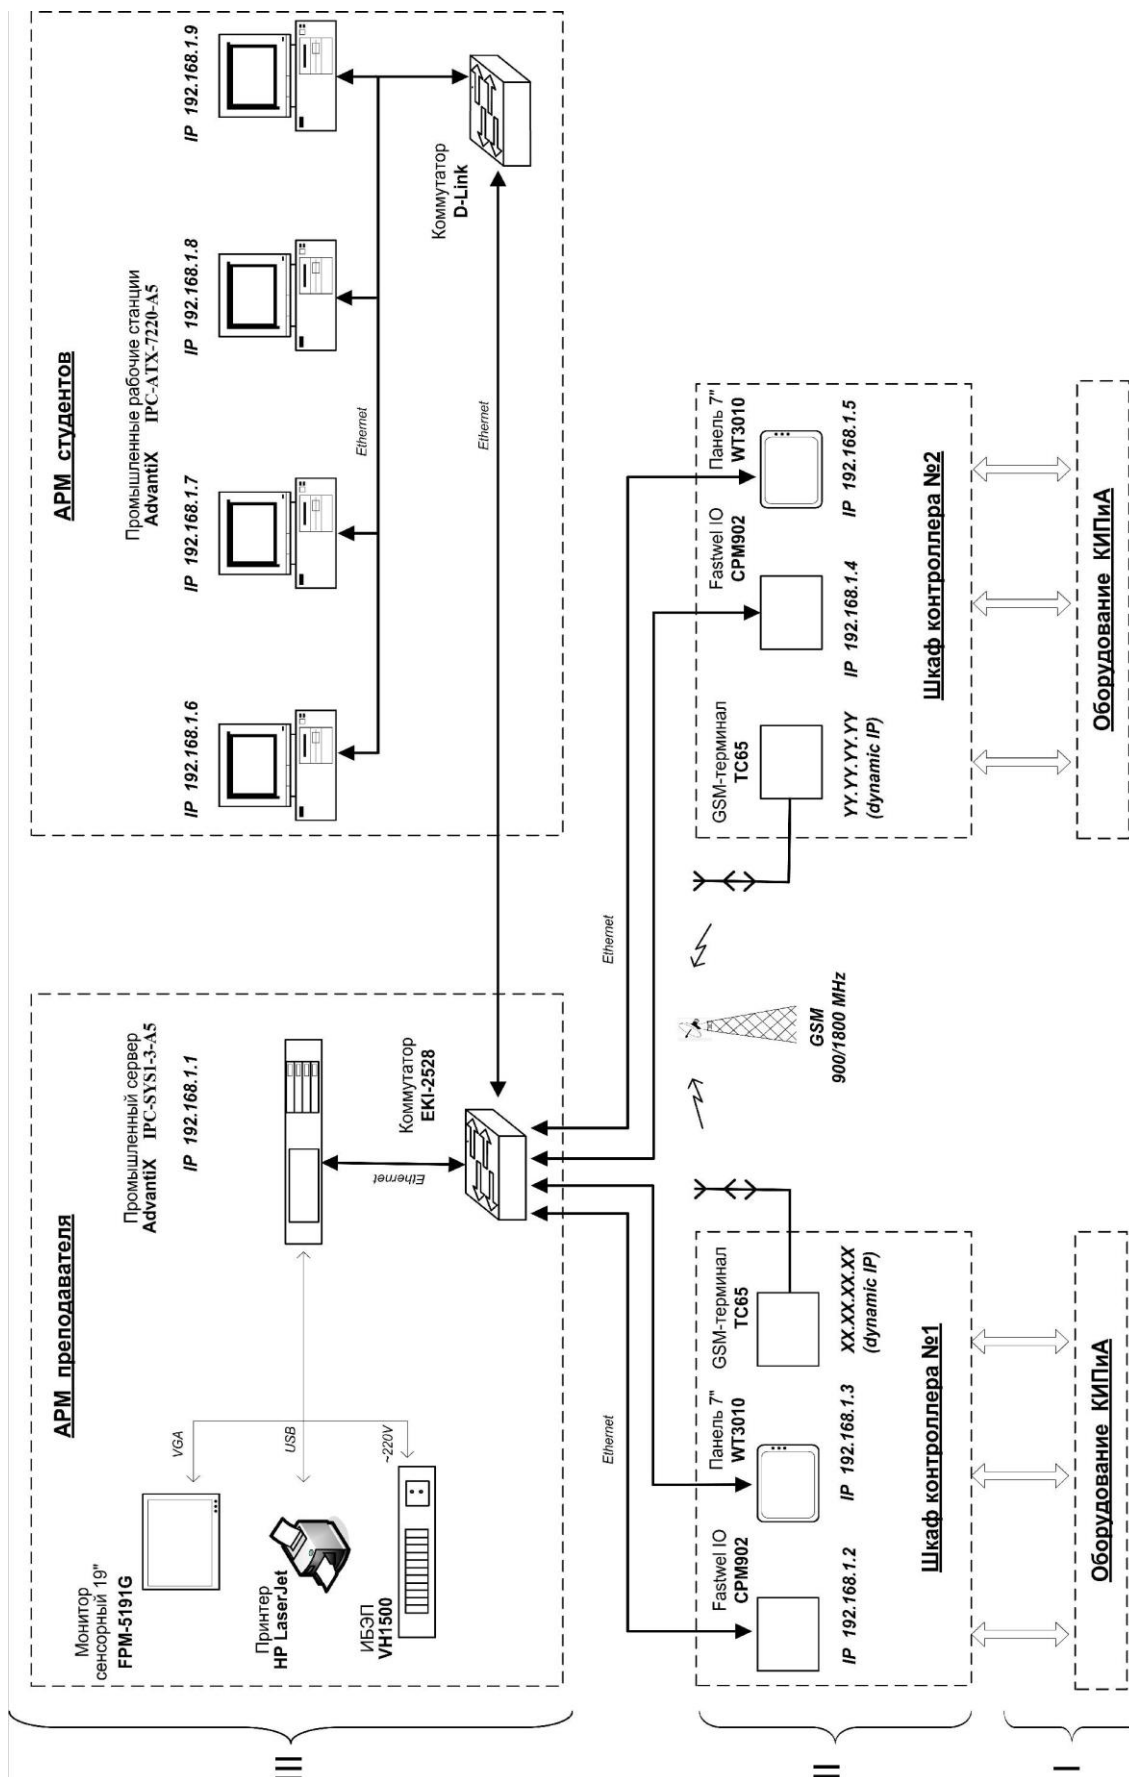 III
АРМ преподавателя
Монитор
сенсорный 19"
FPM-5191G
VGA
Принтер
HP LaserJet
USB
ИБЭП
VH1500
~220V
Промышленный сервер
AdvantiX IPC-SYS1-3-A5
IP 192.168.1.1
Ethernet
Коммутатор
EKI-2528
АРМ студентов
Промышленные рабочие станции
AdvantiX IPC-ATX-7220-A5
IP 192.168.1.6
IP 192.168.1.7
IP 192.168.1.8
IP 192.168.1.9
Ethernet
Коммутатор
D-Link
Ethernet
Ethernet
Ethernet
II
Fastwel IO
CPM902
IP 192.168.1.2
Панель 7"
WT3010
IP 192.168.1.3
GSM-терминал
TC65
XX.XX.XX.XX
(dynamic IP)
Шкаф контроллера №1
GSM
900/1800 MHz
GSM-терминал
TC65
YY.YY.YY.YY
(dynamic IP)
Fastwel IO
CPM902
IP 192.168.1.4
Панель 7"
WT3010
IP 192.168.1.5
Шкаф контроллера №2
I
Оборудование КИПиА
Оборудование КИПиА